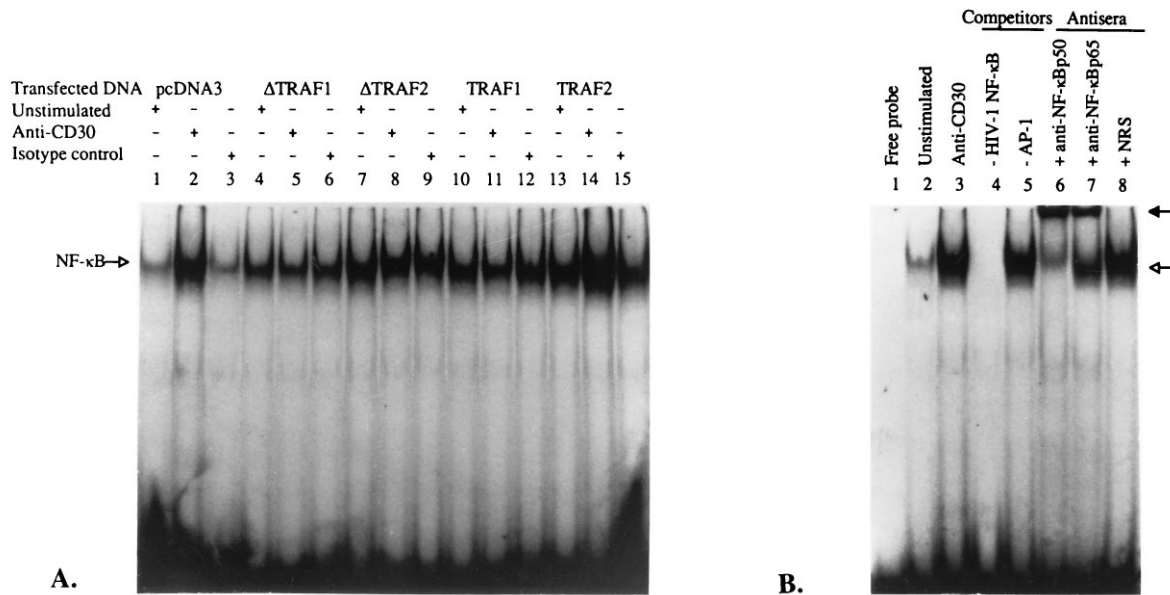 Transfected DNA pcDNA3 ΔTRAF1 ΔTRAF2 TRAF1 TRAF2
Unstimulated + - - + - - + - - + - - + - -
Anti-CD30 - + - - + - - + - - + - - + -
Isotype control - - + - - + - - + - - + - - +
1 2 3 4 5 6 7 8 9 10 11 12 13 14 15
NF-κB
A.
Competitors Antisera
Free probe
Unstimulated
Anti-CD30
- HIV-1 NF-κB
- AP-1
+ anti-NF-κBp50
+ anti-NF-κBp65
+ NRS
1 2 3 4 5 6 7 8
B.